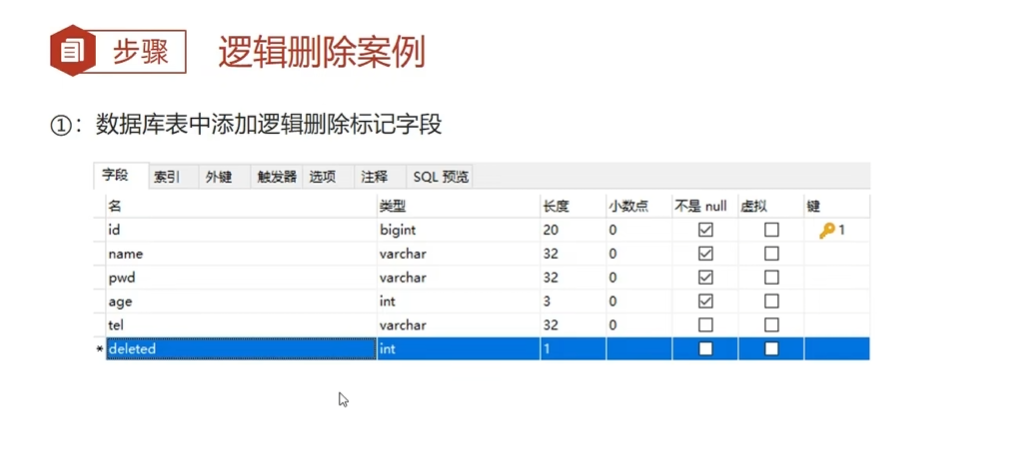 步骤 逻辑删除案例
①：数据库表中添加逻辑删除标记字段
字段 索引 外键 触发器 选项 注释 SQL 预览
名 类型 长度 小数点 不是 null 虚拟 键
id bigint 20 0 1
name varchar 32 0
pwd varchar 32 0
age int 3 0
tel varchar 32 0
* deleted int 1